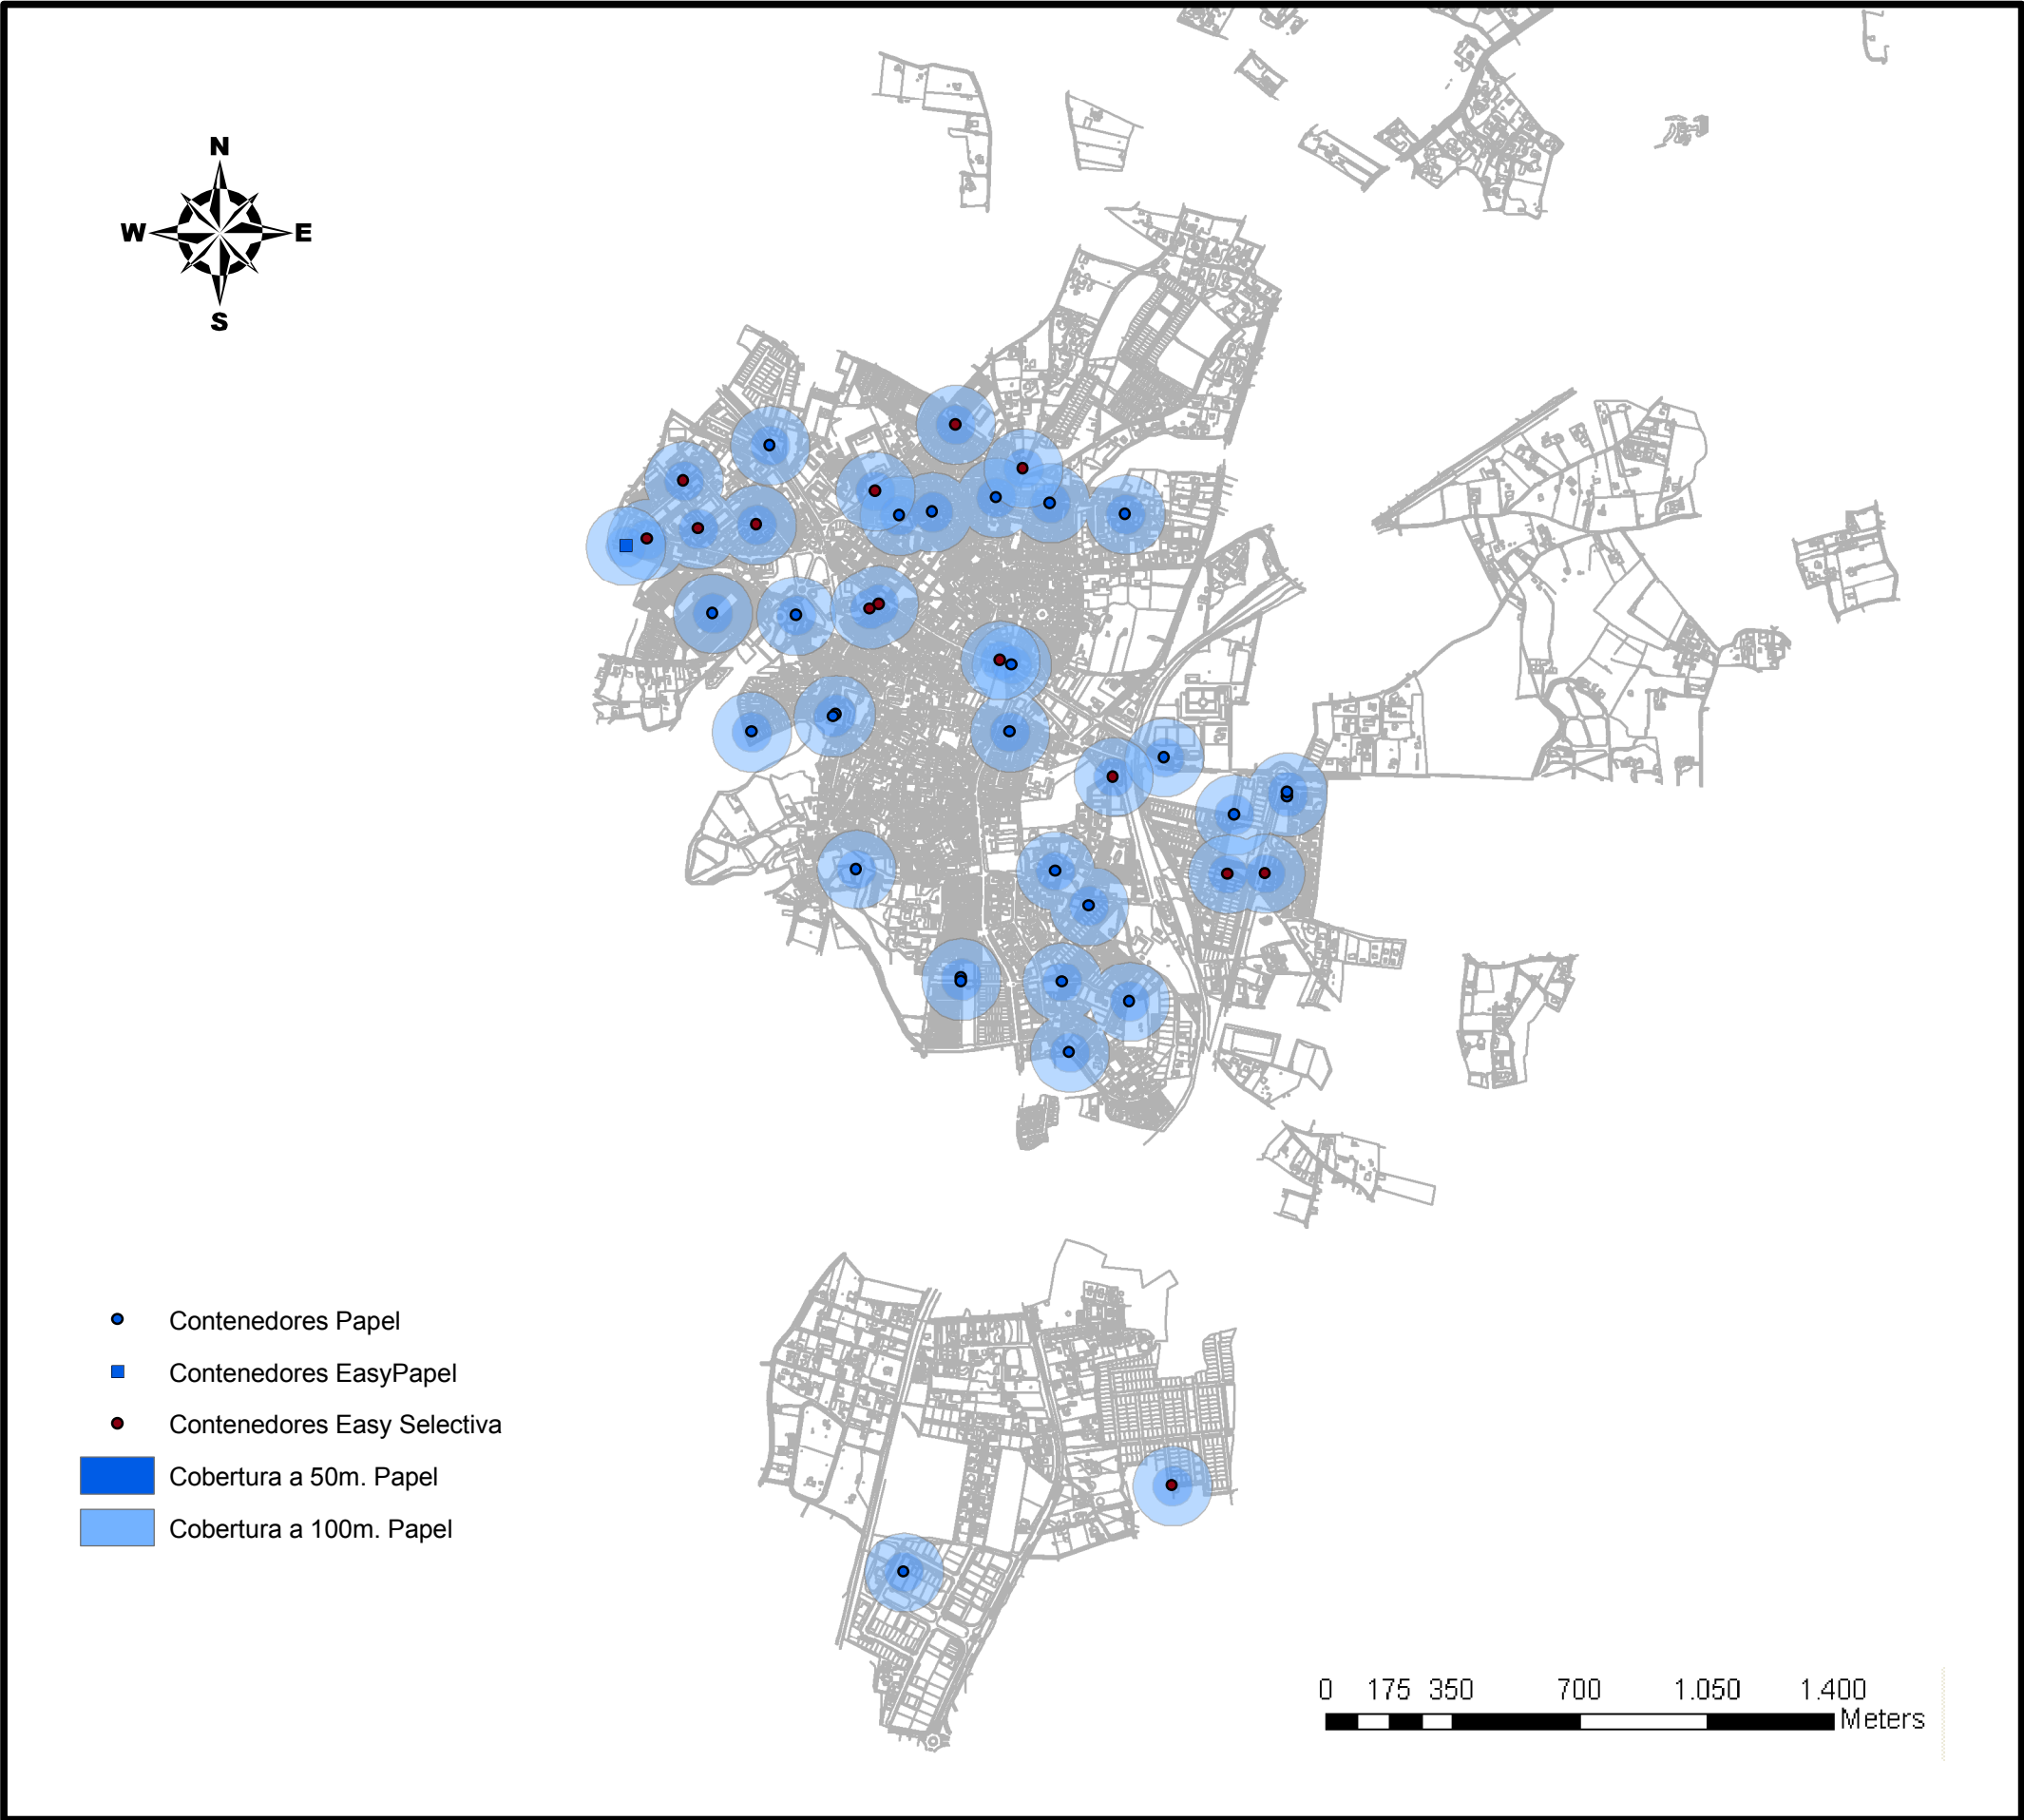 N
W E
S
Contenedores Papel
Contenedores EasyPapel
Contenedores Easy Selectiva
Cobertura a 50m. Papel
Cobertura a 100m. Papel
0 175 350 700 1.050 1.400
Meters